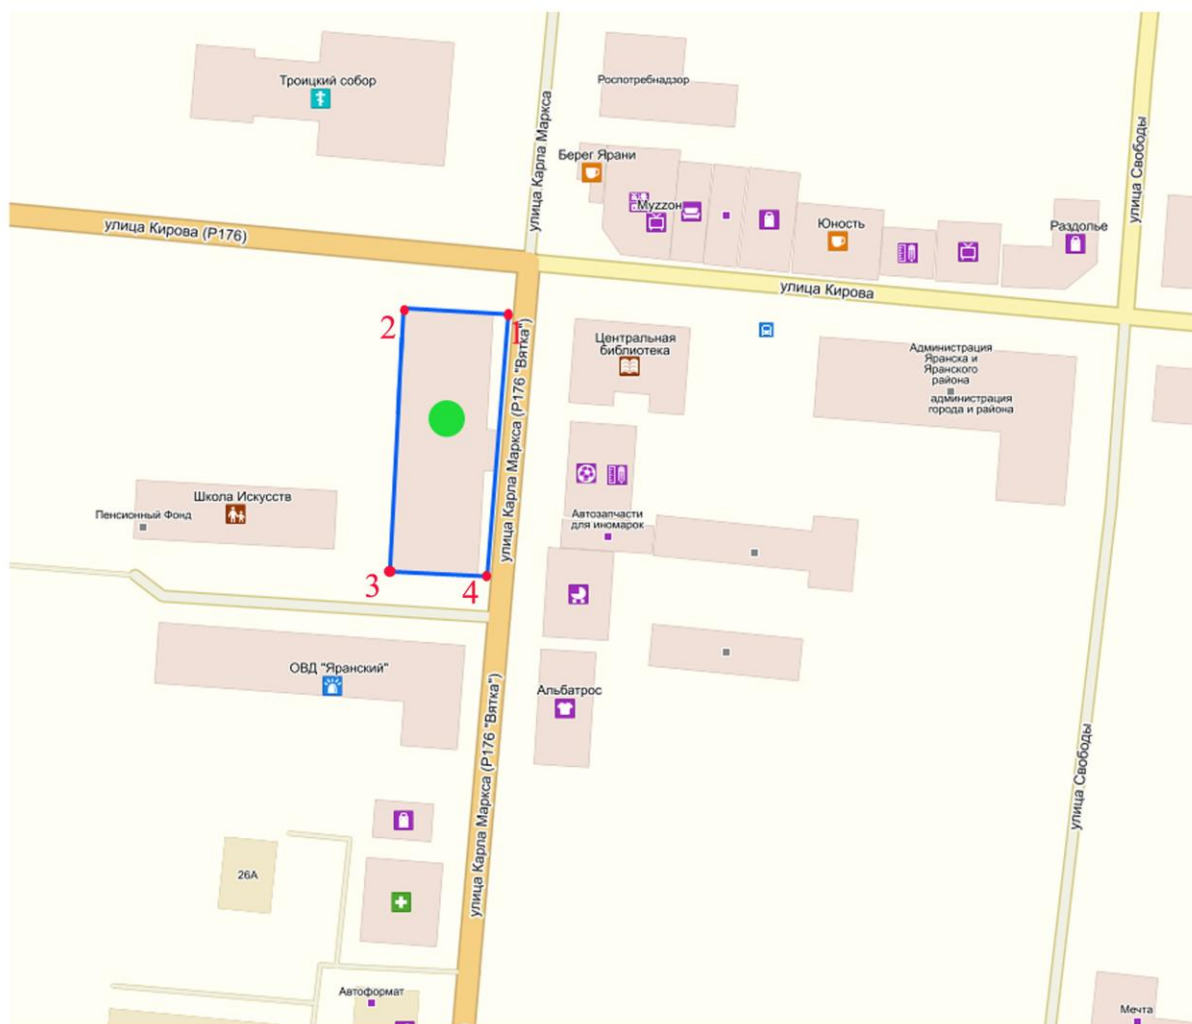 Троицкий собор
Роспотребнадзор
улица Карла Маркса
улица Свободы
Берег Ярани
Муzzон
Юность
Раздолье
улица Кирова (Р176)
улица Кирова
2
1
Центральная
библиотека
Администрация
Яранска и
Яранского
района
администрация
города и района
улица Карла Маркса (Р176 "Вятка")
Школа Искусств
Пенсионный Фонд
Автозапчасти
для иномарок
3
4
ОВД "Яранский"
Альбатрос
улица Карла Маркса (Р176 "Вятка")
улица Свободы
26А
Автоформат
Мечта